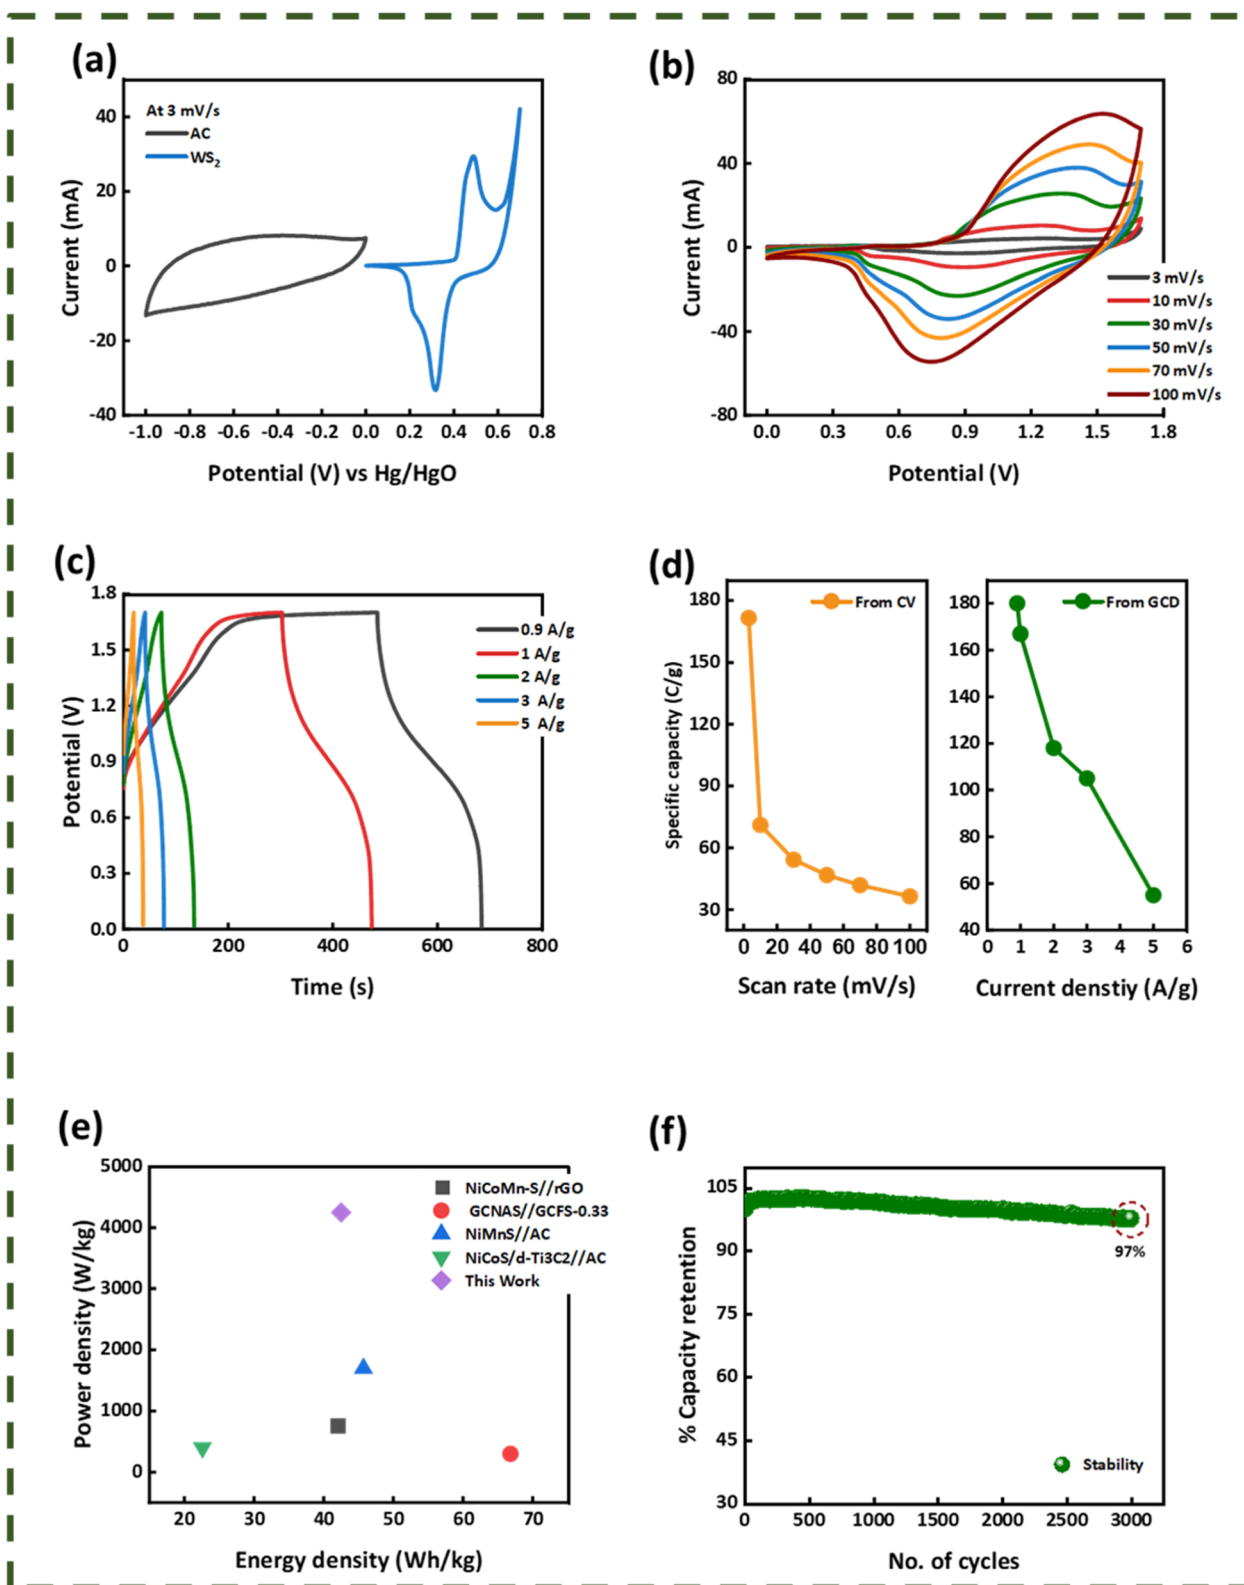 (a)
At 3 mV/s
AC
WS2
40
20
0
-20
-40
-1.0 -0.8 -0.6 -0.4 -0.2 0.0 0.2 0.4 0.6 0.8
Current (mA)
Potential (V) vs Hg/HgO
(b)
80
40
0
-40
-80
0.0 0.3 0.6 0.9 1.2 1.5 1.8
Current (mA)
Potential (V)
3 mV/s
10 mV/s
30 mV/s
50 mV/s
70 mV/s
100 mV/s
(c)
1.8
1.5
1.2
0.9
0.6
0.3
0.0
0 200 400 600 800
Potential (V)
Time (s)
0.9 A/g
1 A/g
2 A/g
3 A/g
5 A/g
(d)
From CV
180
150
120
90
60
30
0 20 40 60 80 100
Specific capacity (C/g)
Scan rate (mV/s)
From GCD
180
160
140
120
100
80
60
40
0 1 2 3 4 5 6
Current denstiy (A/g)
(e)
5000
4000
3000
2000
1000
0
20 30 40 50 60 70
Power density (W/kg)
Energy density (Wh/kg)
NiCoMn-S//rGO
GCNAS//GCFS-0.33
NiMnS//AC
NiCoS/d-Ti3C2//AC
This Work
(f)
105
90
75
60
45
30
0 500 1000 1500 2000 2500 3000
% Capacity retention
No. of cycles
97%
Stability